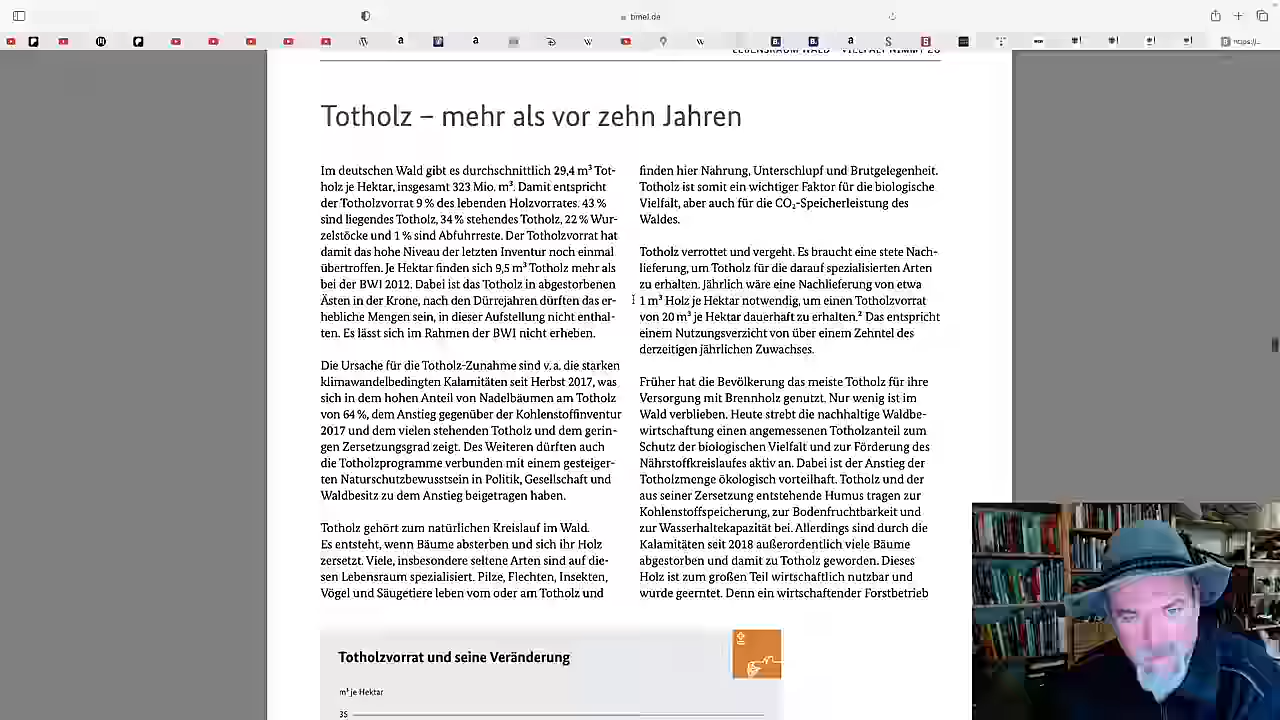 bmel.de
Totholz – mehr als vor zehn Jahren
Im deutschen Wald gibt es durchschnittlich 29,4 m³ Tot-
holz je Hektar, insgesamt 323 Mio. m³. Damit entspricht
der Totholzvorrat 9 % des lebenden Holzvorrates. 43 %
sind liegendes Totholz, 34 % stehendes Totholz, 22 % Wur-
zelstöcke und 1 % sind Abfuhrreste. Der Totholzvorrat hat
damit das hohe Niveau der letzten Inventur noch einmal
übertroffen. Je Hektar finden sich 9,5 m³ Totholz mehr als
bei der BWI 2012. Dabei ist das Totholz in abgestorbenen
Ästen in der Krone, nach den Dürrejahren dürften das er-
hebliche Mengen sein, in dieser Aufstellung nicht enthal-
ten. Es lässt sich im Rahmen der BWI nicht erheben.
Die Ursache für die Totholz-Zunahme sind v. a. die starken
klimawandelbedingten Kalamitäten seit Herbst 2017, was
sich in dem hohen Anteil von Nadelbäumen am Totholz
von 64 %, dem Anstieg gegenüber der Kohlenstoffinventur
2017 und dem vielen stehenden Totholz und dem gerin-
gen Zersetzungsgrad zeigt. Des Weiteren dürften auch
die Totholzprogramme verbunden mit einem gesteiger-
ten Naturschutzbewusstsein in Politik, Gesellschaft und
Waldbesitz zu dem Anstieg beigetragen haben.
Totholz gehört zum natürlichen Kreislauf im Wald.
Es entsteht, wenn Bäume absterben und sich ihr Holz
zersetzt. Viele, insbesondere seltene Arten sind auf die-
sen Lebensraum spezialisiert. Pilze, Flechten, Insekten,
Vögel und Säugetiere leben vom oder am Totholz und
finden hier Nahrung, Unterschlupf und Brutgelegenheit.
Totholz ist somit ein wichtiger Faktor für die biologische
Vielfalt, aber auch für die CO₂-Speicherleistung des
Waldes.
Totholz verrottet und vergeht. Es braucht eine stete Nach-
lieferung, um Totholz für die darauf spezialisierten Arten
zu erhalten. Jährlich wäre eine Nachlieferung von etwa
1 m³ Holz je Hektar notwendig, um einen Totholzvorrat
von 20 m³ je Hektar dauerhaft zu erhalten.² Das entspricht
einem Nutzungsverzicht von über einem Zehntel des
derzeitigen jährlichen Zuwachses.
Früher hat die Bevölkerung das meiste Totholz für ihre
Versorgung mit Brennholz genutzt. Nur wenig ist im
Wald verblieben. Heute strebt die nachhaltige Waldbe-
wirtschaftung einen angemessenen Totholzanteil zum
Schutz der biologischen Vielfalt und zur Förderung des
Nährstoffkreislaufes aktiv an. Dabei ist der Anstieg der
Totholzmenge ökologisch vorteilhaft. Totholz und der
aus seiner Zersetzung entstehende Humus tragen zur
Kohlenstoffspeicherung, zur Bodenfruchtbarkeit und
zur Wasserhaltekapazität bei. Allerdings sind durch die
Kalamitäten seit 2018 außerordentlich viele Bäume
abgestorben und damit zu Totholz geworden. Dieses
Holz ist zum großen Teil wirtschaftlich nutzbar und
wurde geerntet. Denn ein wirtschaftender Forstbetrieb
Totholzvorrat und seine Veränderung
m³ je Hektar
35